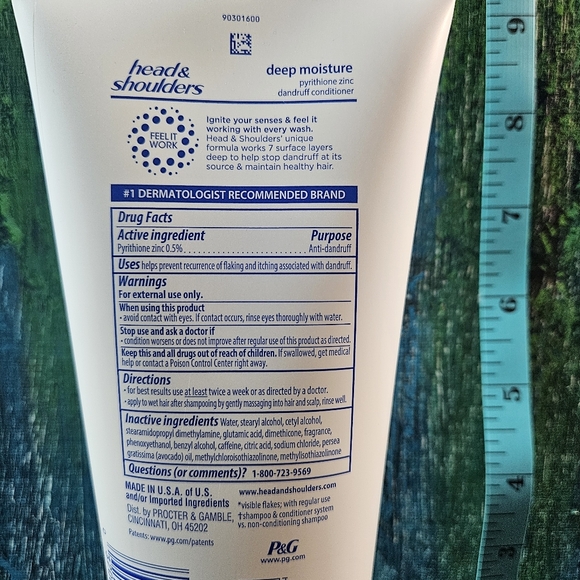 90301600
head &
shoulders
deep moisture
pyrithione zinc
dandruff conditioner
FEEL IT
WORK
Ignite your senses & feel it
working with every wash.
Head & Shoulders' unique
formula works 7 surface layers
deep to help stop dandruff at its
source & maintain healthy hair.
#1 DERMATOLOGIST RECOMMENDED BRAND
Drug Facts
Active ingredient Purpose
Pyrithione zinc 0.5% Anti-dandruff
Uses helps prevent recurrence of flaking and itching associated with dandruff.
Warnings
For external use only.
When using this product
• avoid contact with eyes. If contact occurs, rinse eyes thoroughly with water.
Stop use and ask a doctor if
• condition worsens or does not improve after regular use of this product as directed.
Keep this and all drugs out of reach of children. If swallowed, get medical
help or contact a Poison Control Center right away.
Directions
• for best results use at least twice a week or as directed by a doctor.
• apply to wet hair after shampooing by gently massaging into hair and scalp, rinse well.
Inactive ingredients Water, stearyl alcohol, cetyl alcohol,
stearamidopropyl dimethylamine, glutamic acid, dimethicone, fragrance,
phenoxyethanol, benzyl alcohol, caffeine, citric acid, sodium chloride, persea
gratissima (avocado) oil, methylchloroisothiazolinone, methylisothiazolinone
Questions (or comments)? 1-800-723-9569
MADE IN U.S.A. of U.S.
and/or Imported Ingredients
Dist. by PROCTER & GAMBLE,
CINCINNATI, OH 45202
Patents: www.pg.com/patents
www.headandshoulders.com
*visible flakes; with regular use
†shampoo & conditioner system
vs. non-conditioning shampoo
P&G
www.pg.com
9
8
7
6
5
4
3